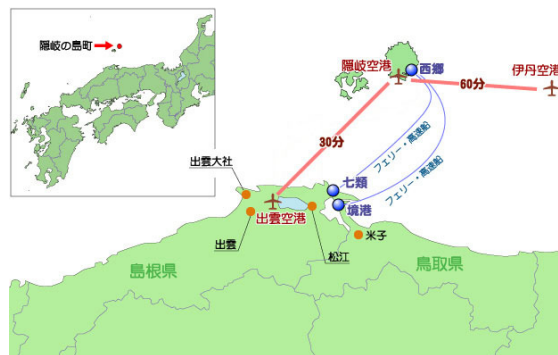 隠岐の島町
隠岐空港
西郷
伊丹空港
60分
30分
フェリー・高速船
フェリー・高速船
出雲大社
七類
境港
出雲空港
出雲
松江
米子
島根県
鳥取県